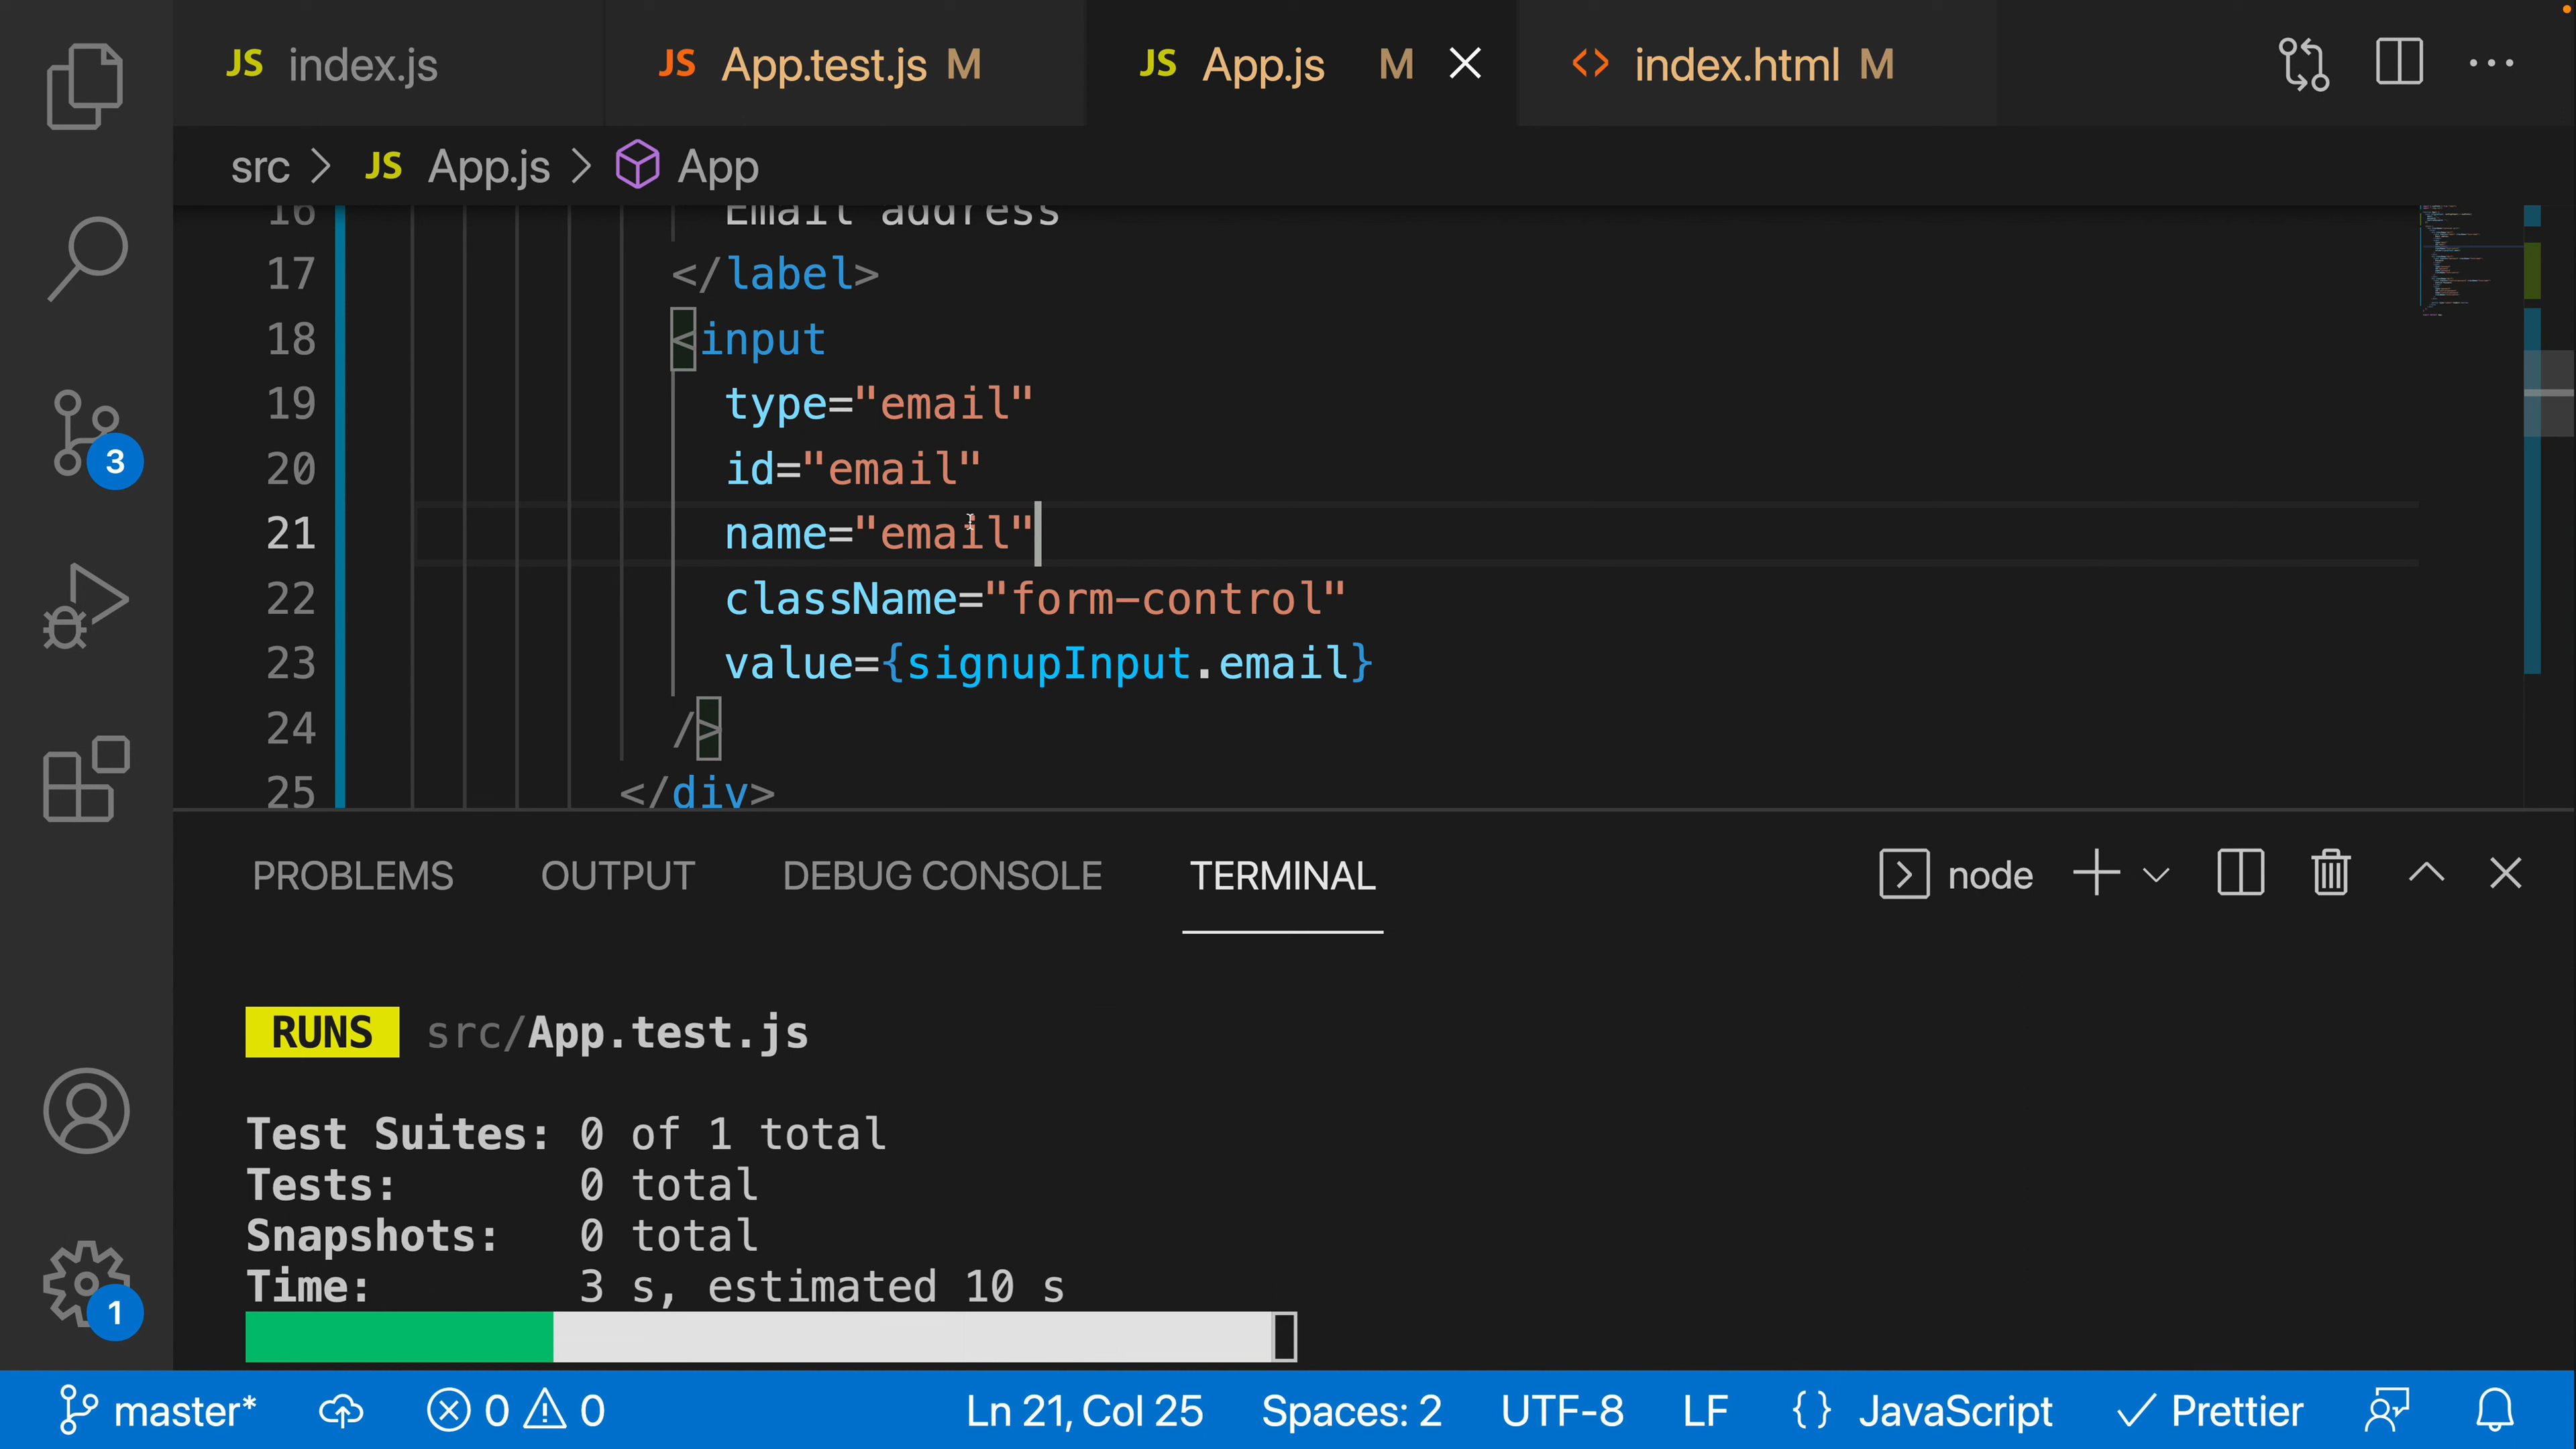 JS index.js
JS App.test.js M
JS App.js M
<> index.html M
src > JS App.js > App
16 Email address
17 </label>
18 <input
19 type="email"
20 id="email"
21 name="email"
22 className="form-control"
23 value={signupInput.email}
24 />
25 </div>
3
1
PROBLEMS OUTPUT DEBUG CONSOLE TERMINAL node
RUNS src/App.test.js
Test Suites: 0 of 1 total
Tests: 0 total
Snapshots: 0 total
Time: 3 s, estimated 10 s
master* 0 0 Ln 21, Col 25 Spaces: 2 UTF-8 LF {} JavaScript Prettier